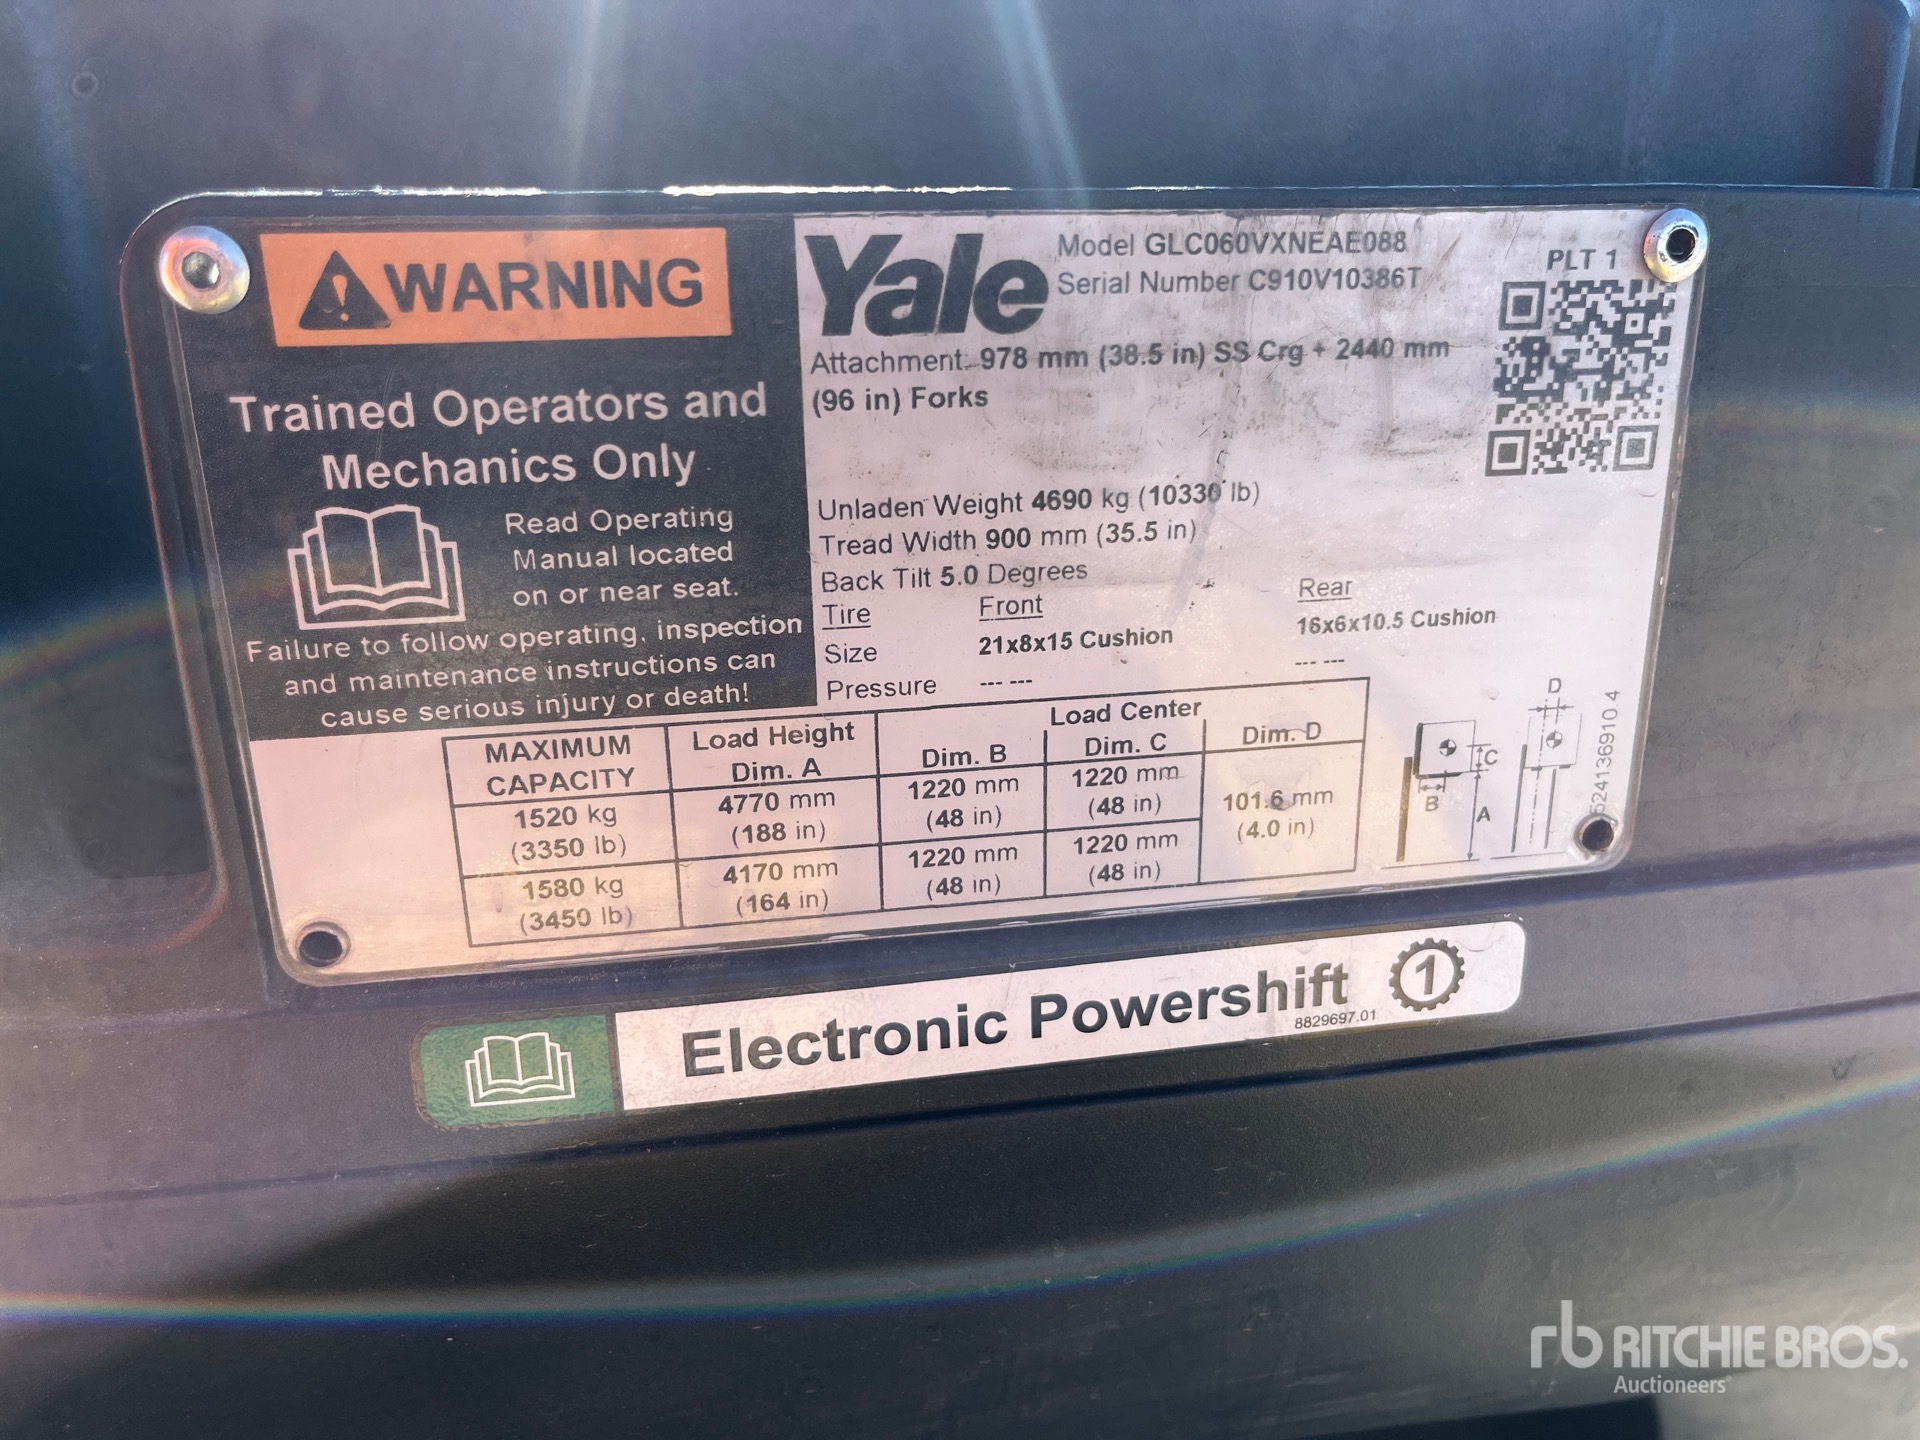 WARNING
Trained Operators and
Mechanics Only
Read Operating
Manual located
on or near seat.
Failure to follow operating, inspection
and maintenance instructions can
cause serious injury or death!
Yale
Model GLC060VXNEAE088
Serial Number C910V10386T
PLT 1
Attachment 978 mm (38.5 in) SS Crg + 2440 mm
(96 in) Forks
Unladen Weight 4690 kg (10330 lb)
Tread Width 900 mm (35.5 in)
Back Tilt 5.0 Degrees
Tire Front Rear
Size 21x8x15 Cushion 16x6x10.5 Cushion
Pressure --- --- --- ---
MAXIMUM CAPACITY Load Height Dim. A Load Center
Dim. B Dim. C Dim. D
1520 kg 4770 mm 1220 mm 1220 mm 101.6 mm
(3350 lb) (188 in) (48 in) (48 in) (4.0 in)
1580 kg 4170 mm 1220 mm 1220 mm
(3450 lb) (164 in) (48 in) (48 in)
D
C
B
A
Electronic Powershift 1
8829697.01
rb RITCHIE BROS.
Auctioneers